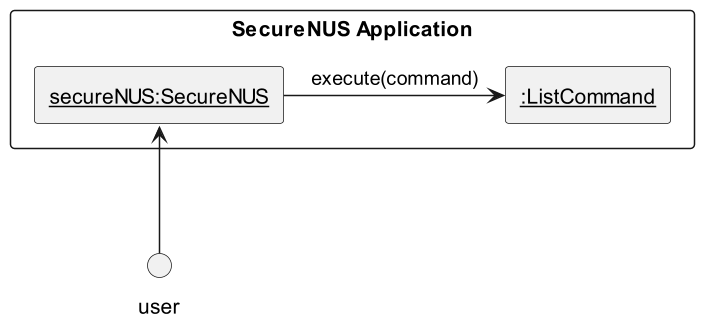 SecureNUS Application
secureNUS:SecureNUS
execute(command)
:ListCommand
user